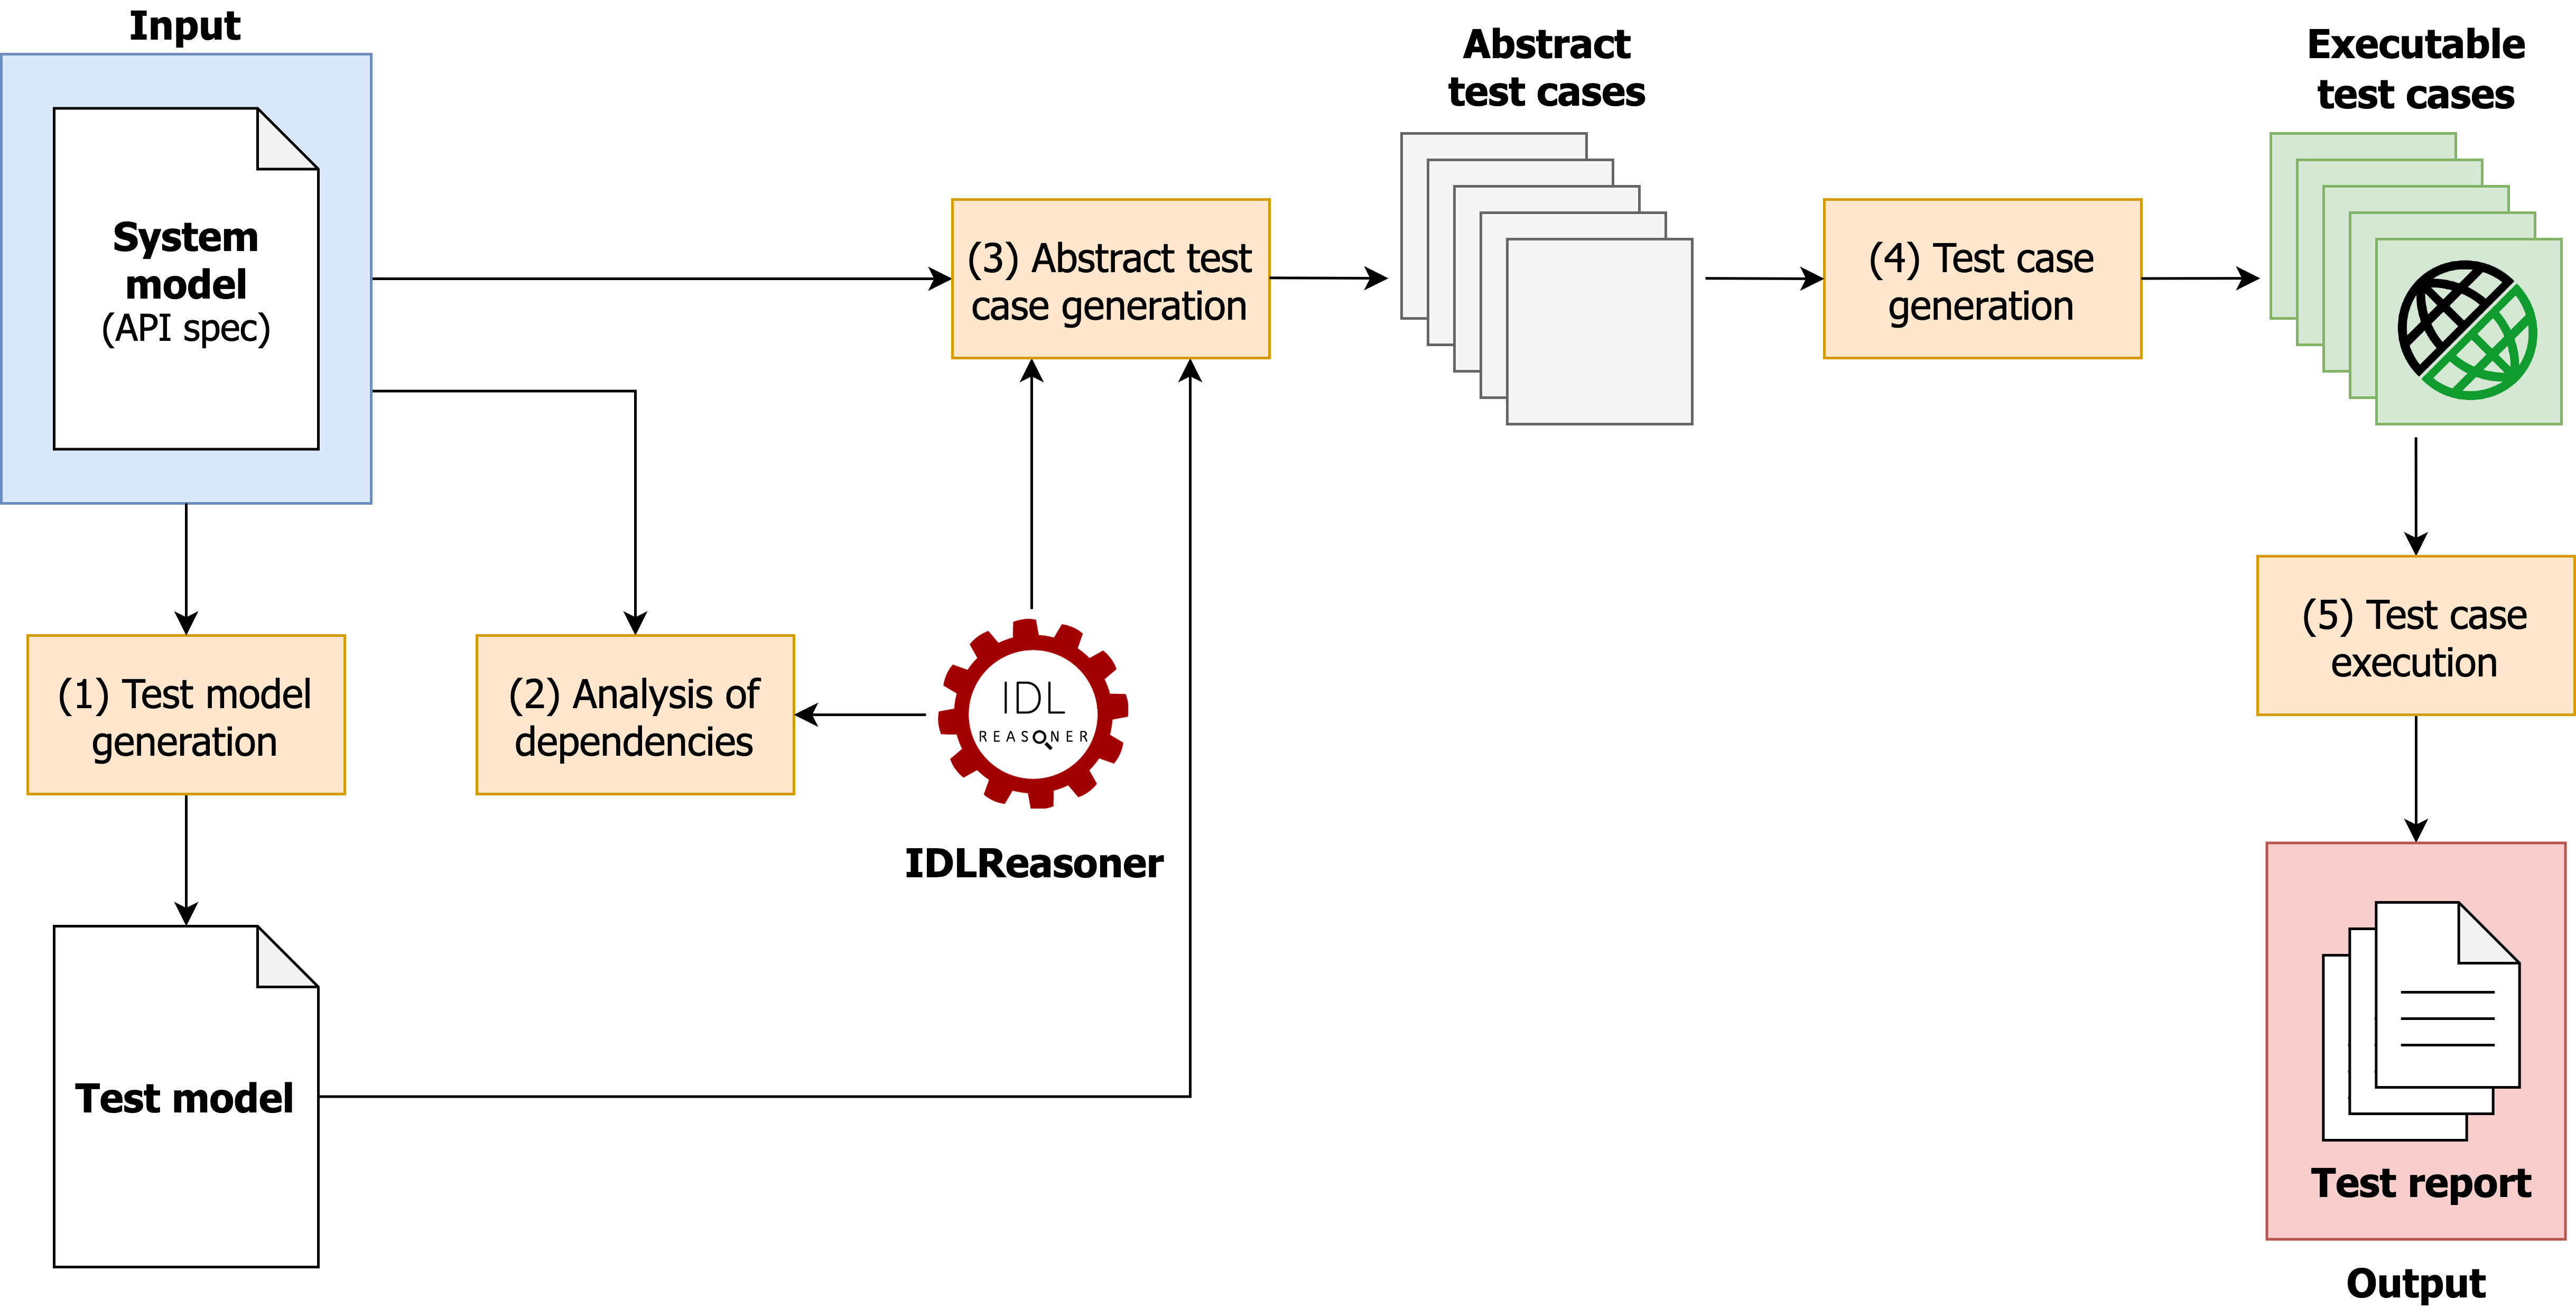 Input
System
model
(API spec)
(1) Test model
generation
Test model
(2) Analysis of
dependencies
IDL
REASONER
IDLReasoner
(3) Abstract test
case generation
Abstract
test cases
(4) Test case
generation
Executable
test cases
(5) Test case
execution
Test report
Output